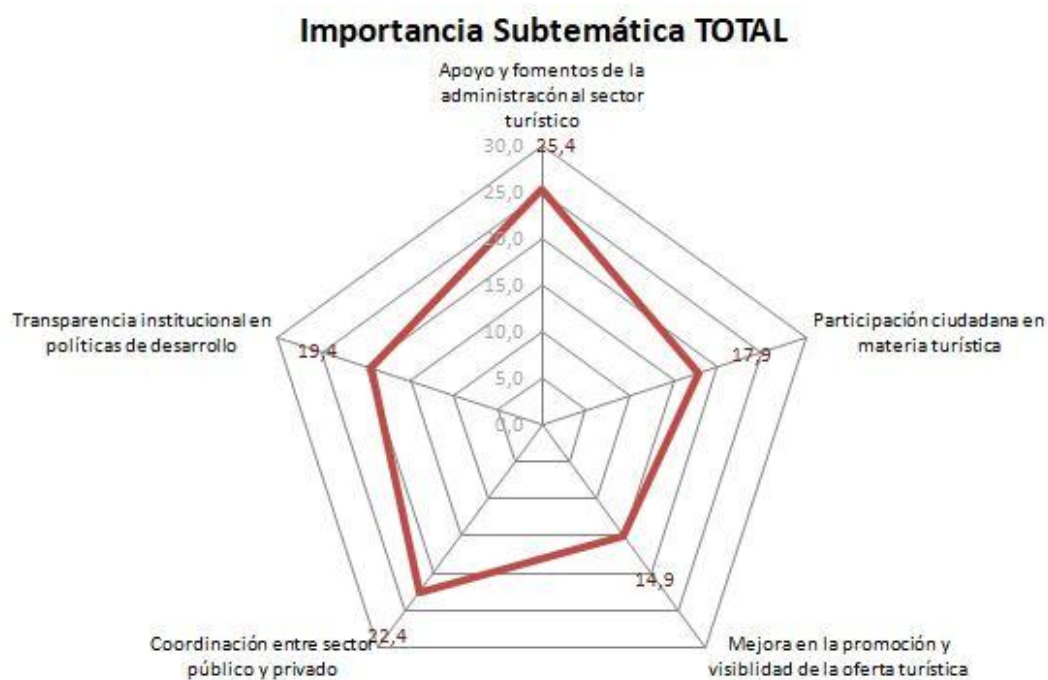 Importancia Subtemática TOTAL
Apoyo y fomentos de la
administracón al sector
turístico
30,0
25,4
25,0
20,0
15,0
10,0
5,0
0,0
Transparencia institucional en
políticas de desarrollo
19,4
Participación ciudadana en
materia turística
17,9
14,9
22,4
Coordinación entre sector
público y privado
Mejora en la promoción y
visiblidad de la oferta turística